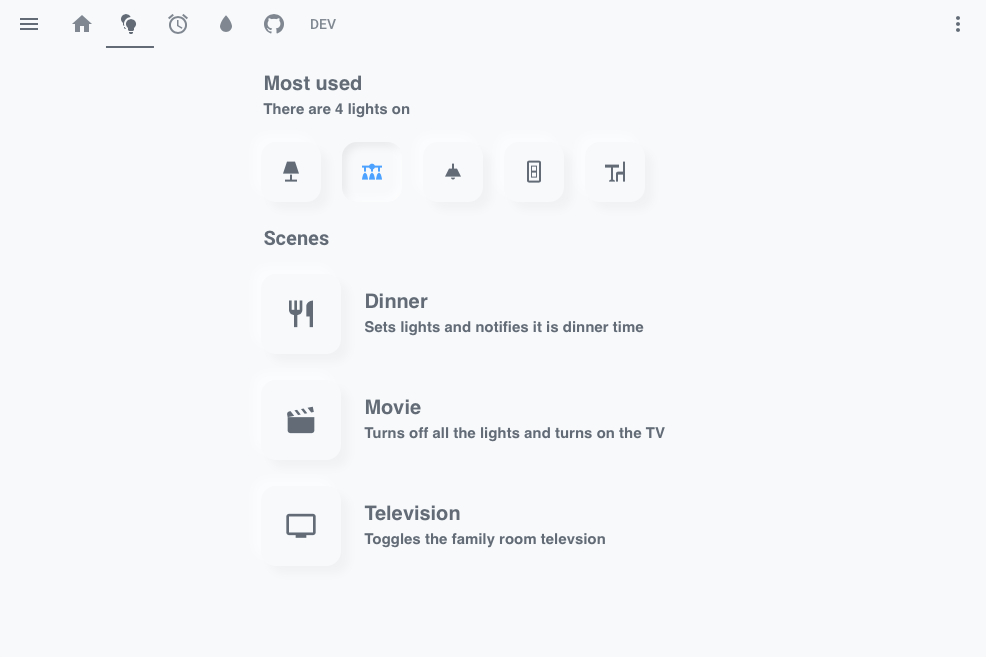 DEV
Most used
There are 4 lights on
Scenes
Dinner
Sets lights and notifies it is dinner time
Movie
Turns off all the lights and turns on the TV
Television
Toggles the family room televsion